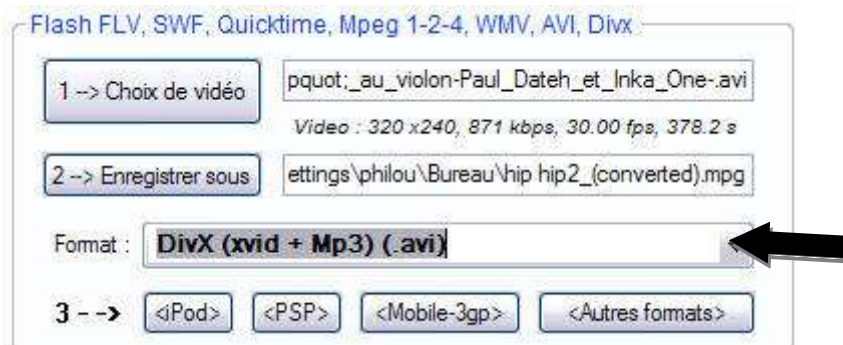 Flash FLV, SWF, Quicktime, Mpeg 1-2-4, WMV, AVI, Divx
1 --> Choix de vidéo pquot;_au_violon-Paul_Dateh_et_Inka_One-.avi
Video : 320 x240, 871 kbps, 30.00 fps, 378.2 s
2 --> Enregistrer sous ettings\philou\Bureau\hip hip2_(converted).mpg
Format : DivX (xvid + Mp3) (.avi)
3 - -> <iPod> <PSP> <Mobile-3gp> <Autres formats>